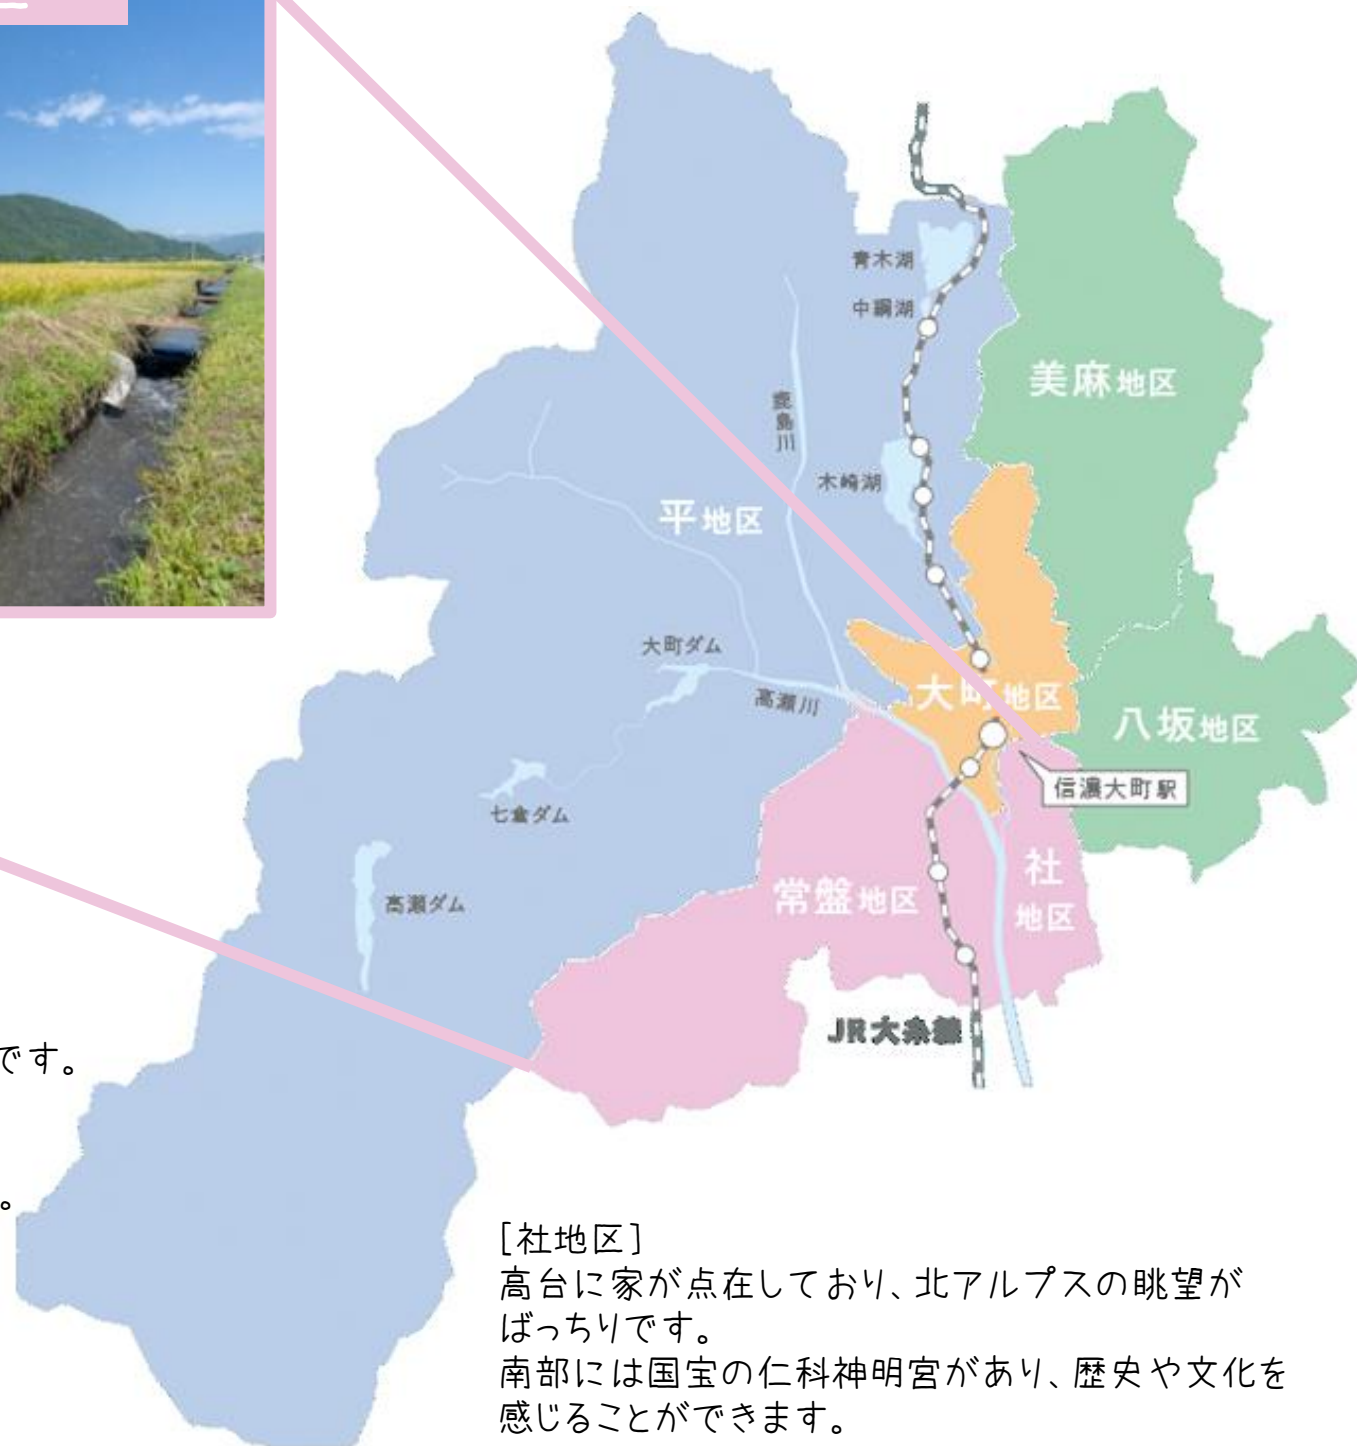 青木湖
中綱湖
美麻地区
鹿島川
木崎湖
平地区
大町ダム
大町地区
高瀬川
八坂地区
信濃大町駅
七倉ダム
社
地区
常盤地区
高瀬ダム
JR大糸線
です。
。
[社地区]
高台に家が点在しており、北アルプスの眺望が
ばっちりです。
南部には国宝の仁科神明宮があり、歴史や文化を
感じることができます。